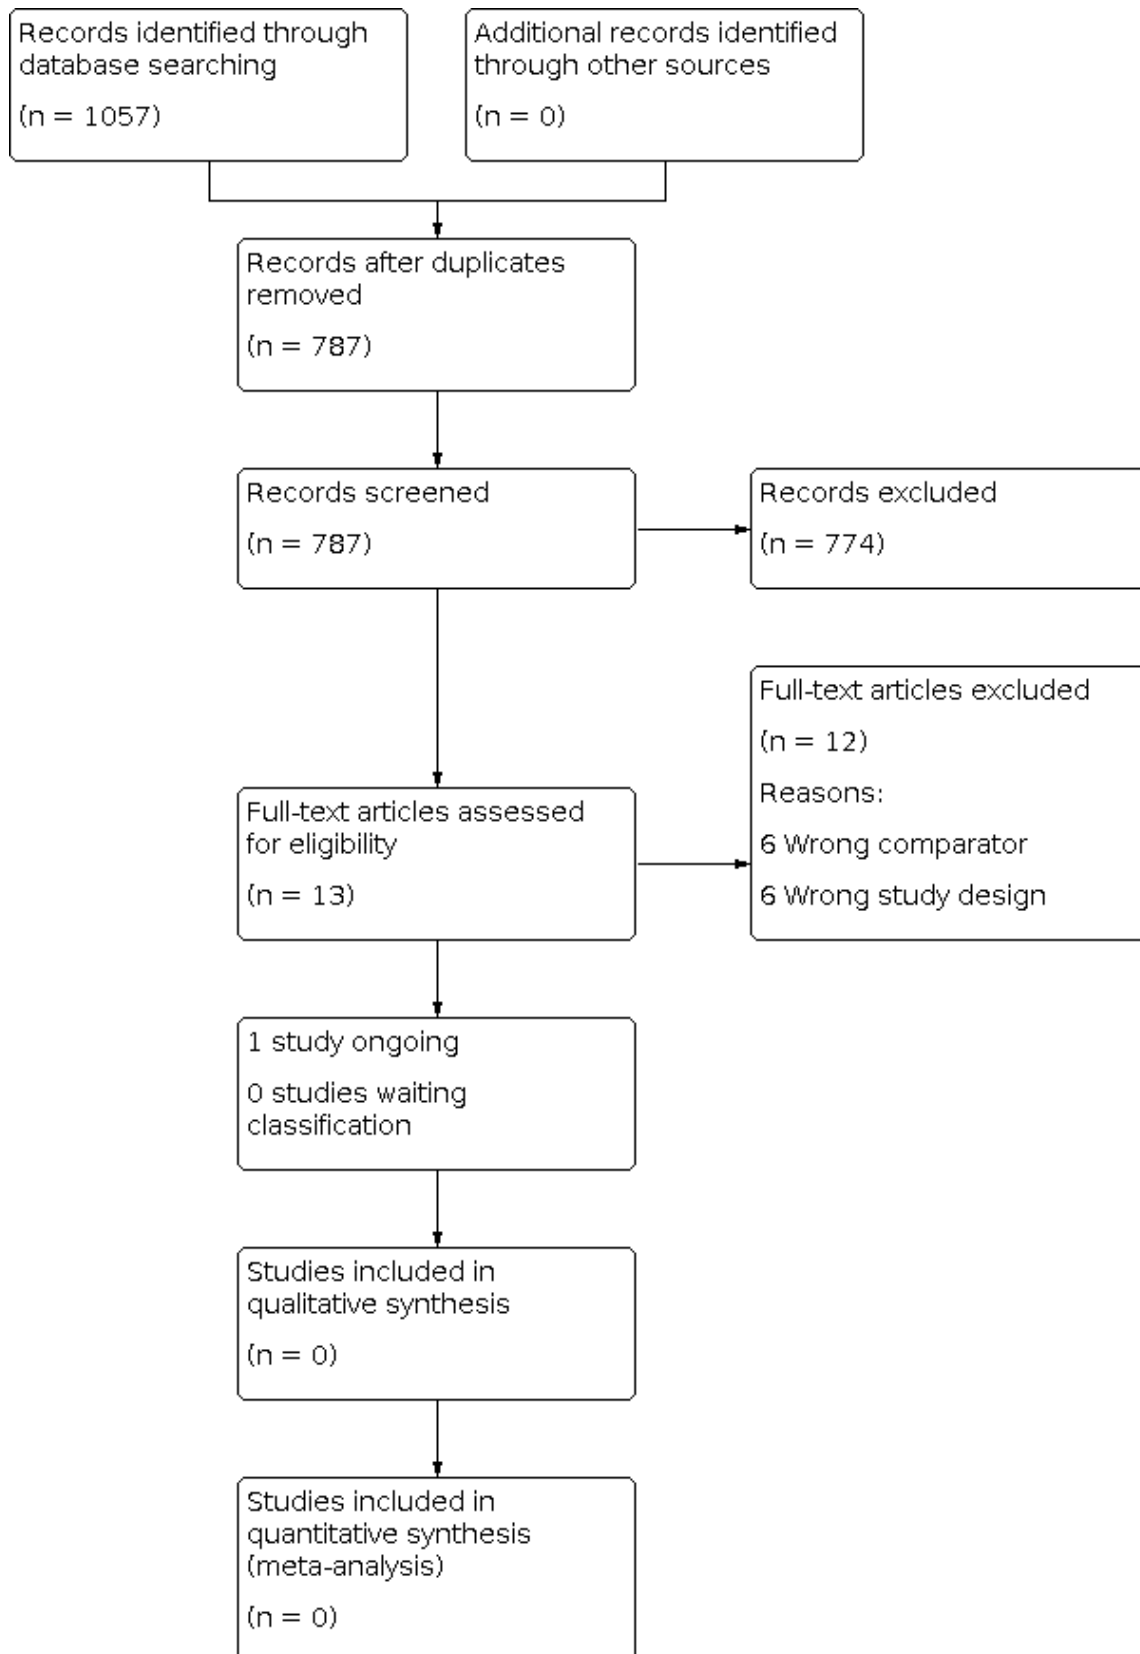 Records identified through
database searching
(n = 1057)
Additional records identified
through other sources
(n = 0)
Records after duplicates
removed
(n = 787)
Records screened
(n = 787)
Records excluded
(n = 774)
Full-text articles excluded
(n = 12)
Reasons:
6 Wrong comparator
6 Wrong study design
Full-text articles assessed
for eligibility
(n = 13)
1 study ongoing
0 studies waiting
classification
Studies included in
qualitative synthesis
(n = 0)
Studies included in
quantitative synthesis
(meta-analysis)
(n = 0)